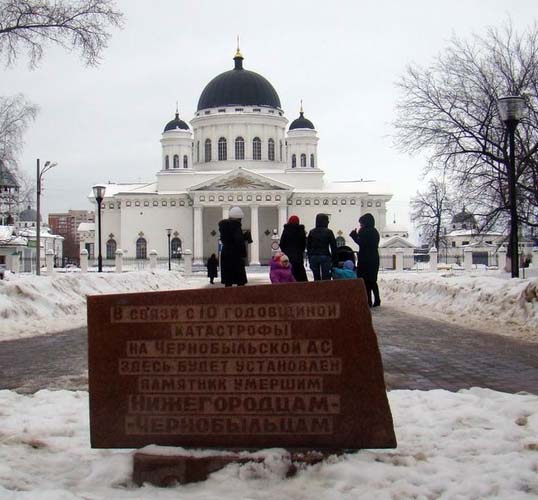 В связи с 10 годовщиной
катастрофы
на Чернобыльской АС
здесь будет установлен
памятник умершим
Нижегородцам-
-чернобыльцам